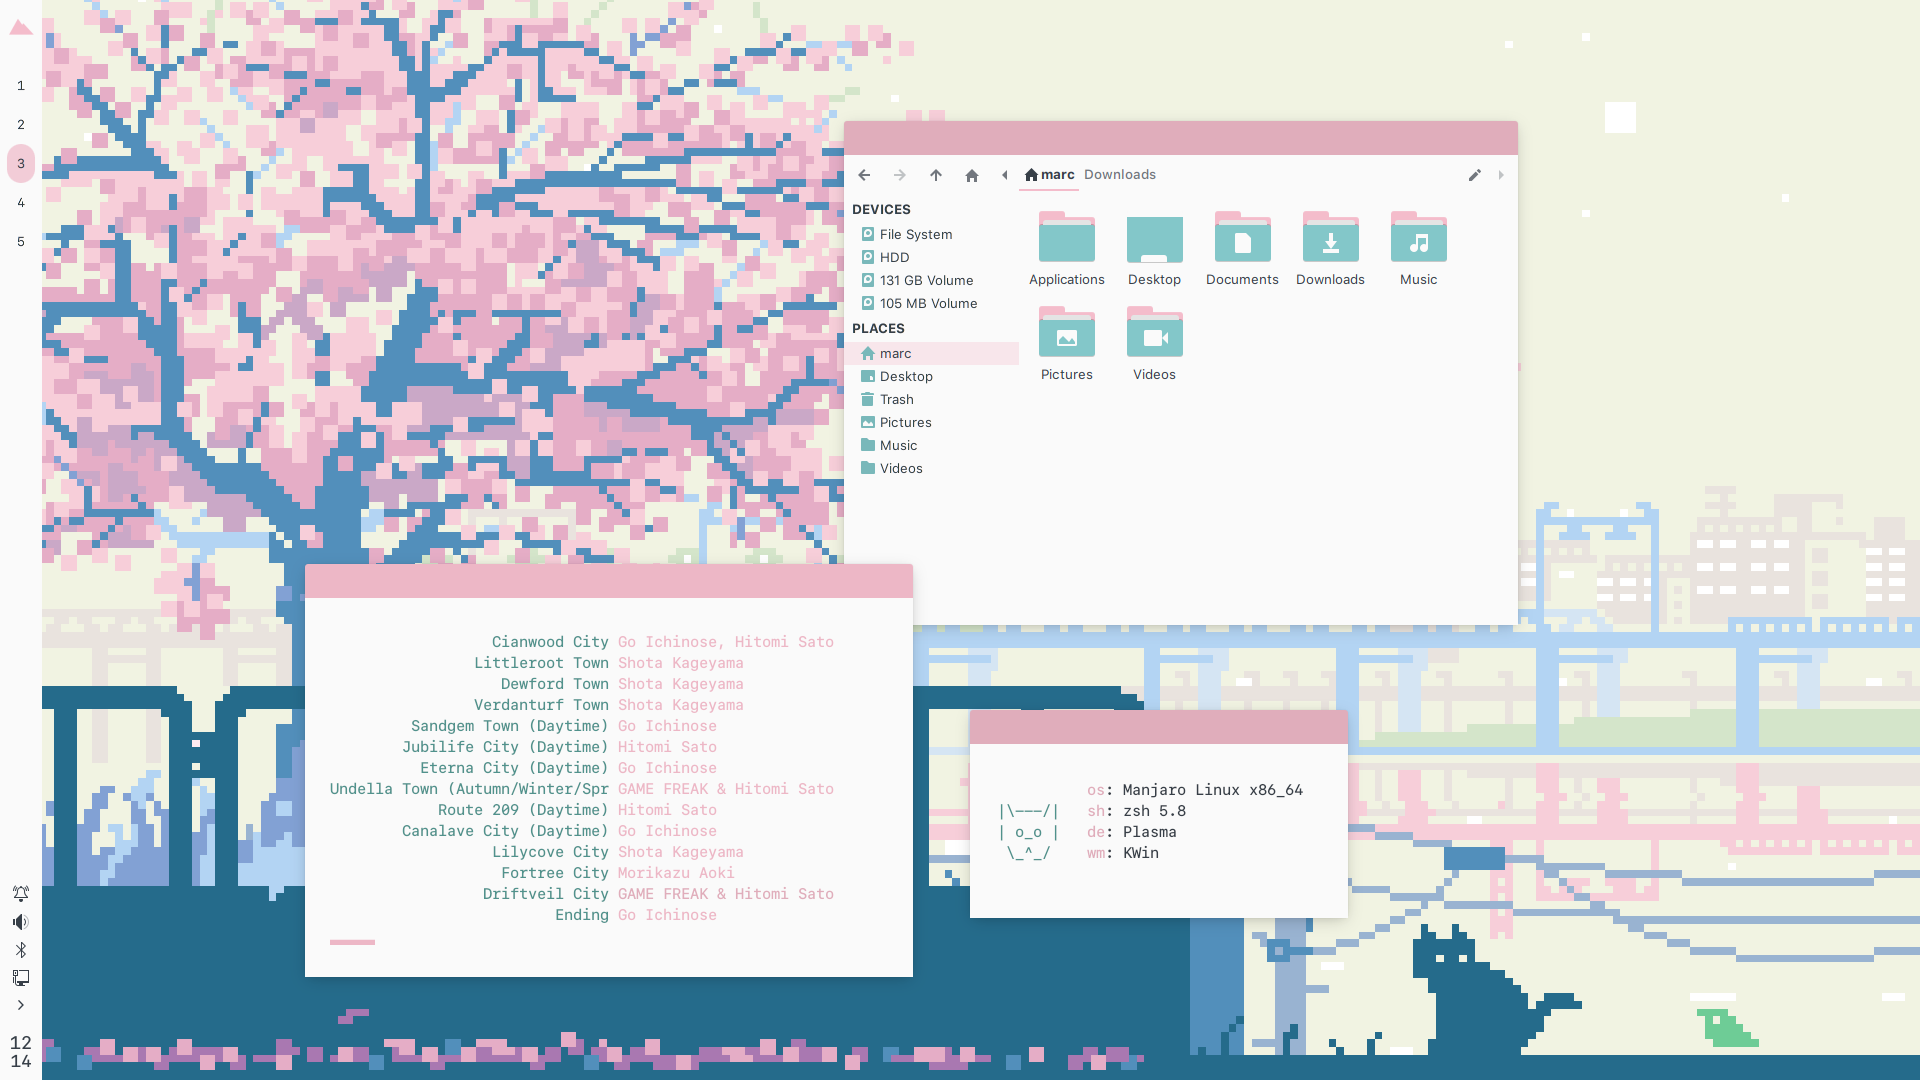 1
2
3
4
5
12
14
marc Downloads
DEVICES
File System
HDD
131 GB Volume
105 MB Volume
PLACES
marc
Desktop
Trash
Pictures
Music
Videos
Applications Desktop Documents Downloads Music
Pictures Videos
Cianwood City Go Ichinose, Hitomi Sato
Littleroot Town Shota Kageyama
Dewford Town Shota Kageyama
Verdanturf Town Shota Kageyama
Sandgem Town (Daytime) Go Ichinose
Jubilife City (Daytime) Hitomi Sato
Eterna City (Daytime) Go Ichinose
Undella Town (Autumn/Winter/Spr GAME FREAK & Hitomi Sato
Route 209 (Daytime) Hitomi Sato
Canalave City (Daytime) Go Ichinose
Lilycove City Shota Kageyama
Fortree City Morikazu Aoki
Driftveil City GAME FREAK & Hitomi Sato
Ending Go Ichinose
os: Manjaro Linux x86_64
|\---/| sh: zsh 5.8
| o_o | de: Plasma
\_^_/ wm: KWin